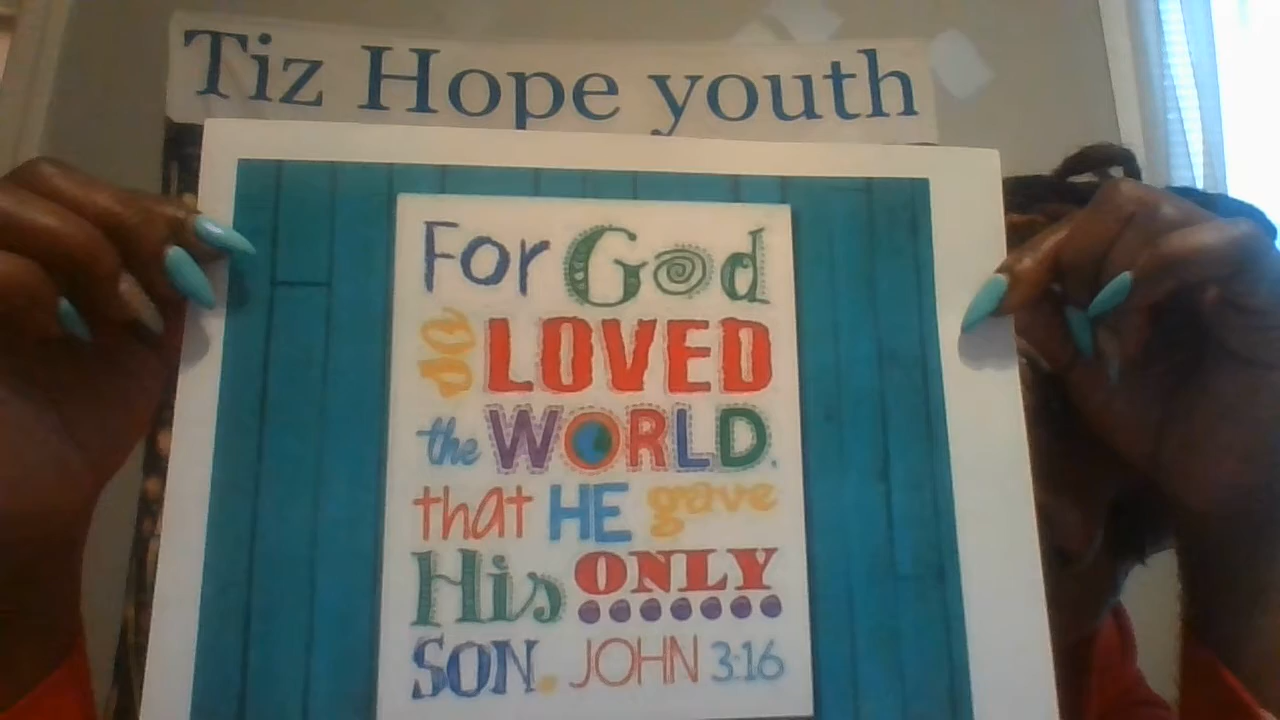 Tiz Hope youth
For God
so LOVED
the WORLD.
that HE gave
His ONLY
SON. JOHN 3:16